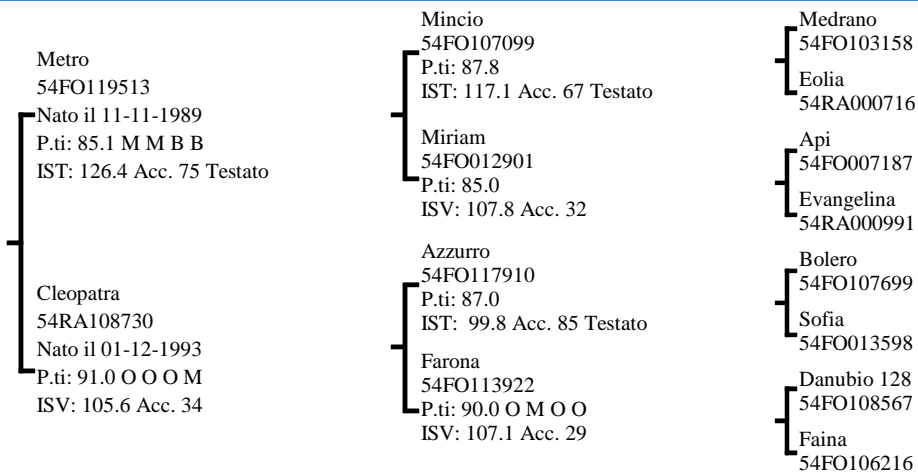 Metro
54FO119513
Nato il 11-11-1989
P.ti: 85.1 M M B B
IST: 126.4 Acc. 75 Testato
Cleopatra
54RA108730
Nato il 01-12-1993
P.ti: 91.0 O O O M
ISV: 105.6 Acc. 34
Mincio
54FO107099
P.ti: 87.8
IST: 117.1 Acc. 67 Testato
Miriam
54FO012901
P.ti: 85.0
ISV: 107.8 Acc. 32
Azzurro
54FO117910
P.ti: 87.0
IST: 99.8 Acc. 85 Testato
Farona
54FO113922
P.ti: 90.0 O M O O
ISV: 107.1 Acc. 29
Medrano
54FO103158
Eolia
54RA000716
Api
54FO007187
Evangelina
54RA000991
Bolero
54FO107699
Sofia
54FO013598
Danubio 128
54FO108567
Faina
54FO106216